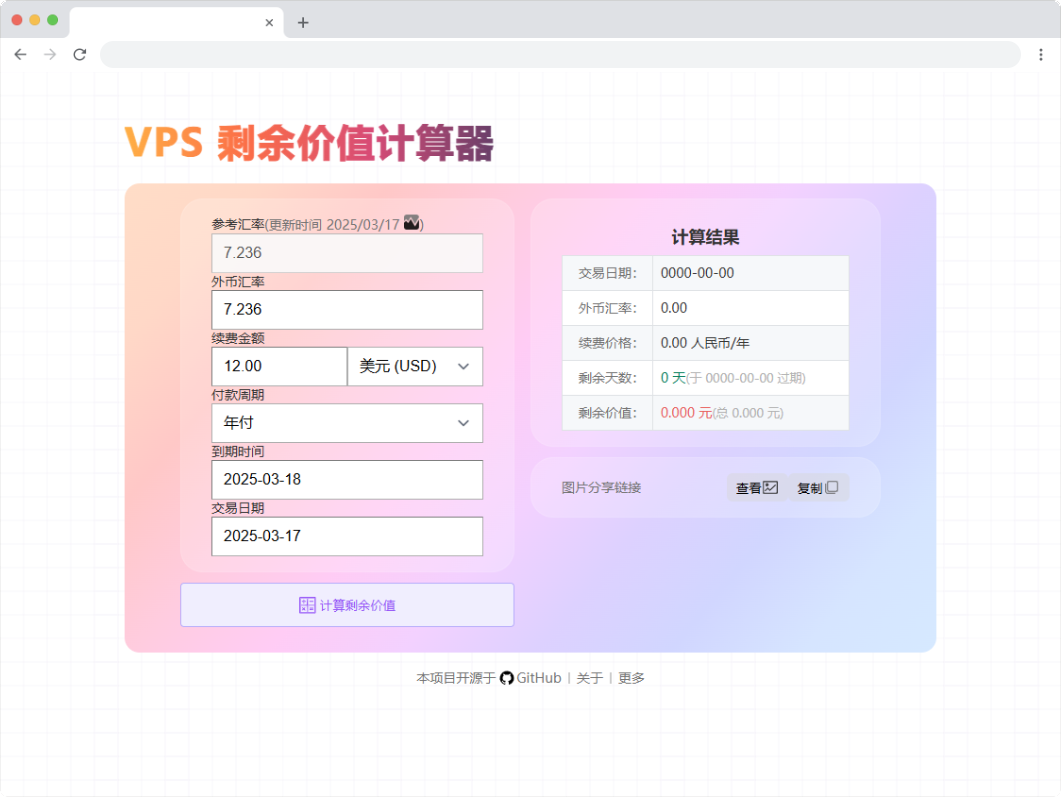 VPS 剩余价值计算器
参考汇率(更新时间 2025/03/17 )
7.236
外币汇率
7.236
续费金额
12.00 美元 (USD)
付款周期
年付
到期时间
2025-03-18
交易日期
2025-03-17
计算剩余价值
计算结果
交易日期： 0000-00-00
外币汇率： 0.00
续费价格： 0.00 人民币/年
剩余天数： 0 天(于 0000-00-00 过期)
剩余价值： 0.000 元(总 0.000 元)
图片分享链接 查看 复制
本项目开源于 GitHub | 关于 | 更多